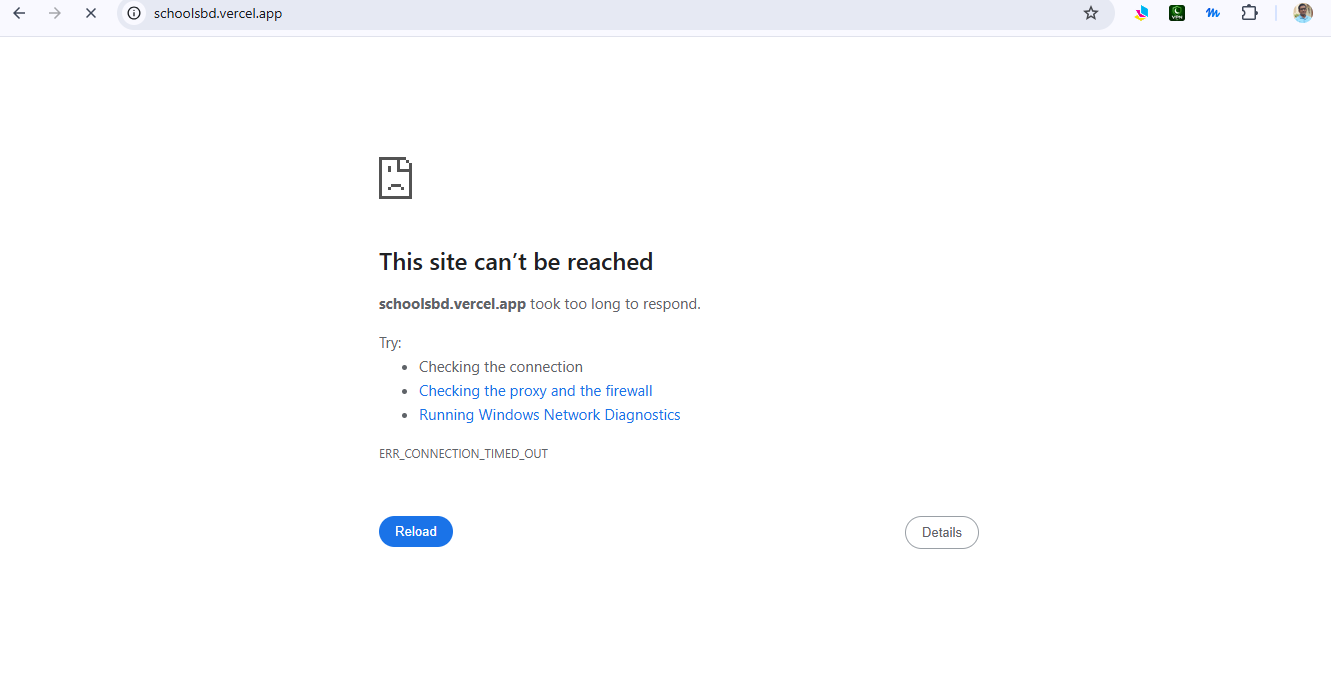 schoolsbd.vercel.app
VPN
This site can’t be reached
schoolsbd.vercel.app took too long to respond.
Try:
Checking the connection
Checking the proxy and the firewall
Running Windows Network Diagnostics
ERR_CONNECTION_TIMED_OUT
Reload
Details